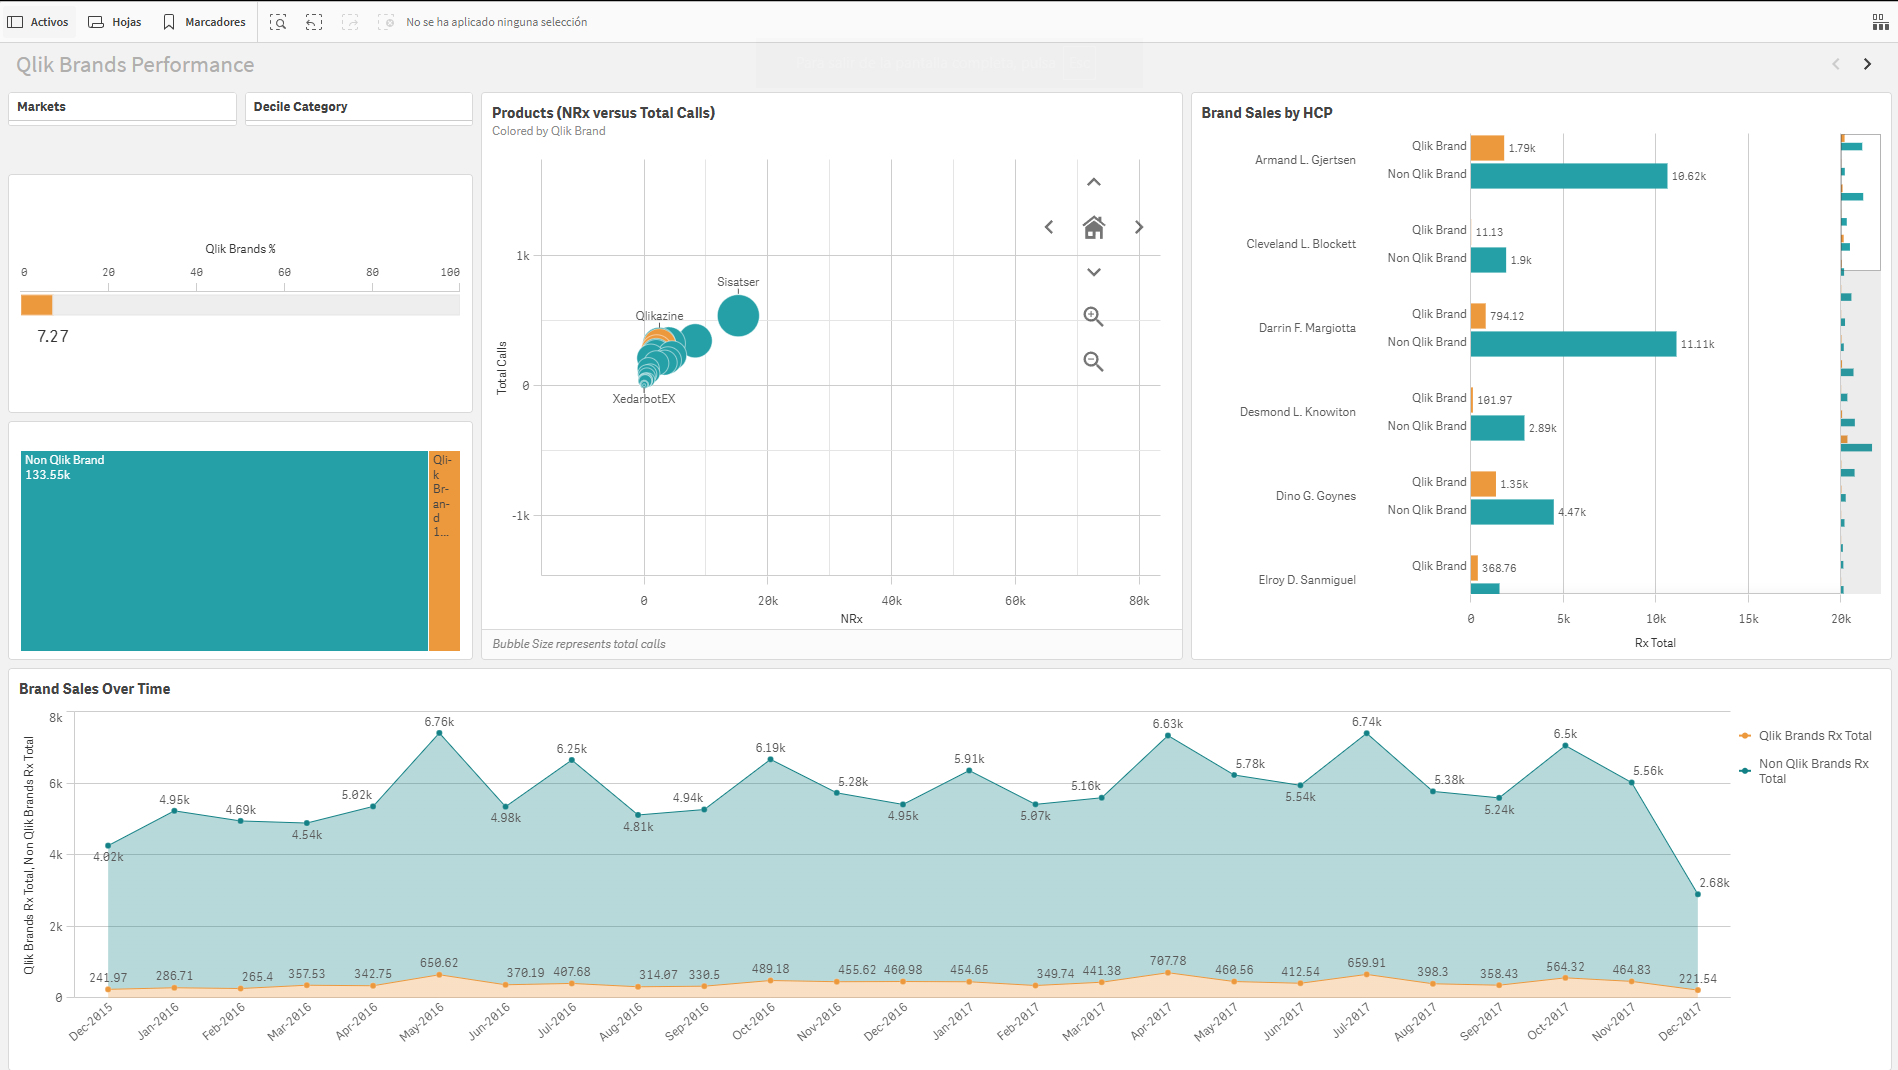 Activos
Hojas
Marcadores
No se ha aplicado ninguna selección
Qlik Brands Performance
Markets
Decile Category
Qlik Brands %
0 20 40 60 80 100
7.27
Non Qlik Brand
133.55k
Qli-
k
Br-
an-
d
1...
Products (NRx versus Total Calls)
Colored by Qlik Brand
Total Calls
1k
0
-1k
Sisatser
Qlikazine
XedarbotEX
0 20k 40k 60k 80k
NRx
Bubble Size represents total calls
Brand Sales by HCP
Armand L. Gjertsen
Qlik Brand 1.79k
Non Qlik Brand 10.62k
Cleveland L. Blockett
Qlik Brand 11.13
Non Qlik Brand 1.9k
Darrin F. Margiotta
Qlik Brand 794.12
Non Qlik Brand 11.11k
Desmond L. Knowiton
Qlik Brand 101.97
Non Qlik Brand 2.89k
Dino G. Goynes
Qlik Brand 1.35k
Non Qlik Brand 4.47k
Elroy D. Sanmiguel
Qlik Brand 368.76
0 5k 10k 15k 20k
Rx Total
Brand Sales Over Time
Qlik Brands Rx Total, Non Qlik Brands Rx Total
8k
6k
4k
2k
0
4.02k 4.95k 4.69k 4.54k 5.02k 6.76k 4.98k 6.25k 4.81k 4.94k 6.19k 5.28k 4.95k 5.91k 5.07k 5.16k 6.63k 5.78k 5.54k 6.74k 5.38k 5.24k 6.5k 5.56k 2.68k
241.97 286.71 265.4 357.53 342.75 650.62 370.19 407.68 314.07 330.5 489.18 455.62 460.98 454.65 349.74 441.38 707.78 460.56 412.54 659.91 398.3 358.43 564.32 464.83 221.54
Dec-2015 Jan-2016 Feb-2016 Mar-2016 Apr-2016 May-2016 Jun-2016 Jul-2016 Aug-2016 Sep-2016 Oct-2016 Nov-2016 Dec-2016 Jan-2017 Feb-2017 Mar-2017 Apr-2017 May-2017 Jun-2017 Jul-2017 Aug-2017 Sep-2017 Oct-2017 Nov-2017 Dec-2017
Qlik Brands Rx Total
Non Qlik Brands Rx
Total